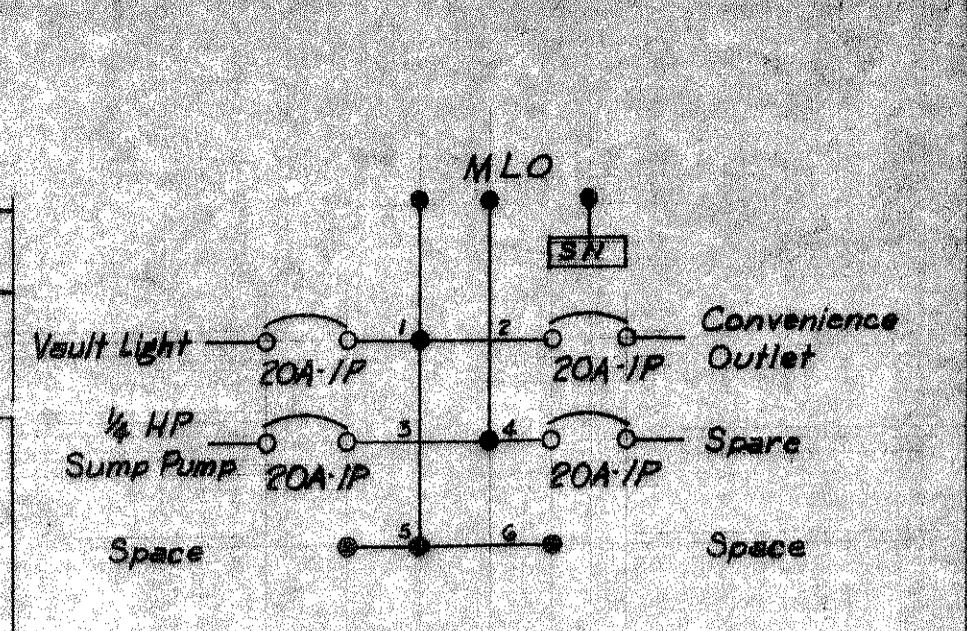 MLO
SN
Vault Light
20A-1P
1
2
20A-1P
Convenience
Outlet
1/4 HP
Sump Pump
20A-1P
3
4
20A-1P
Spare
Space
5
6
Space